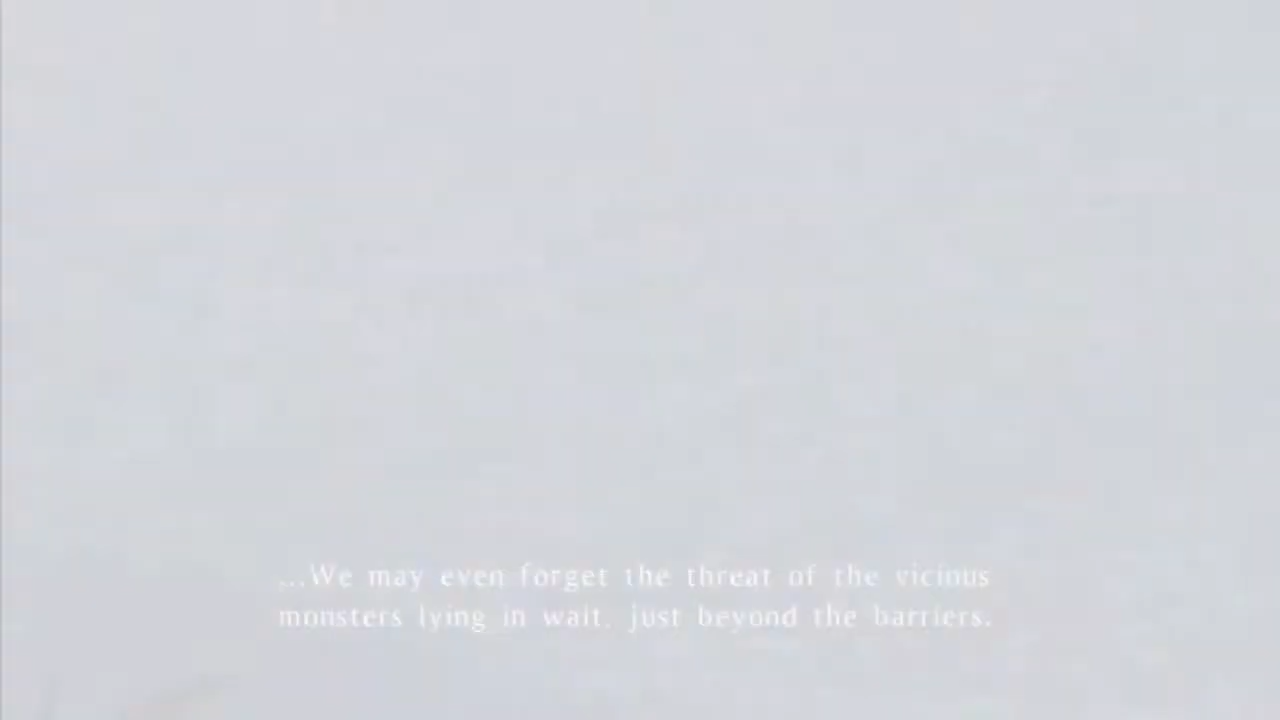 ...We may even forget the threat of the vicious
monsters lying in wait, just beyond the barriers.